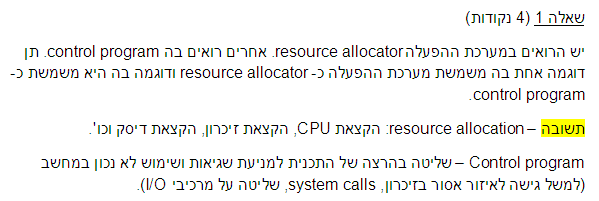 שאלה 1 (4 נקודות)
יש הרואים במערכת ההפעלה resource allocator. אחרים רואים בה control program. תן
דוגמה אחת בה משמשת מערכת ההפעלה כ- resource allocator ודוגמה בה היא משמשת כ-
control program.
תשובה – resource allocation: הקצאת CPU, הקצאת זיכרון, הקצאת דיסק וכו'.
Control program – שליטה בהרצה של התכנית למניעת שגיאות ושימוש לא נכון במחשב
(למשל גישה לאיזור אסור בזיכרון, system calls, שליטה על מרכיבי I/O).